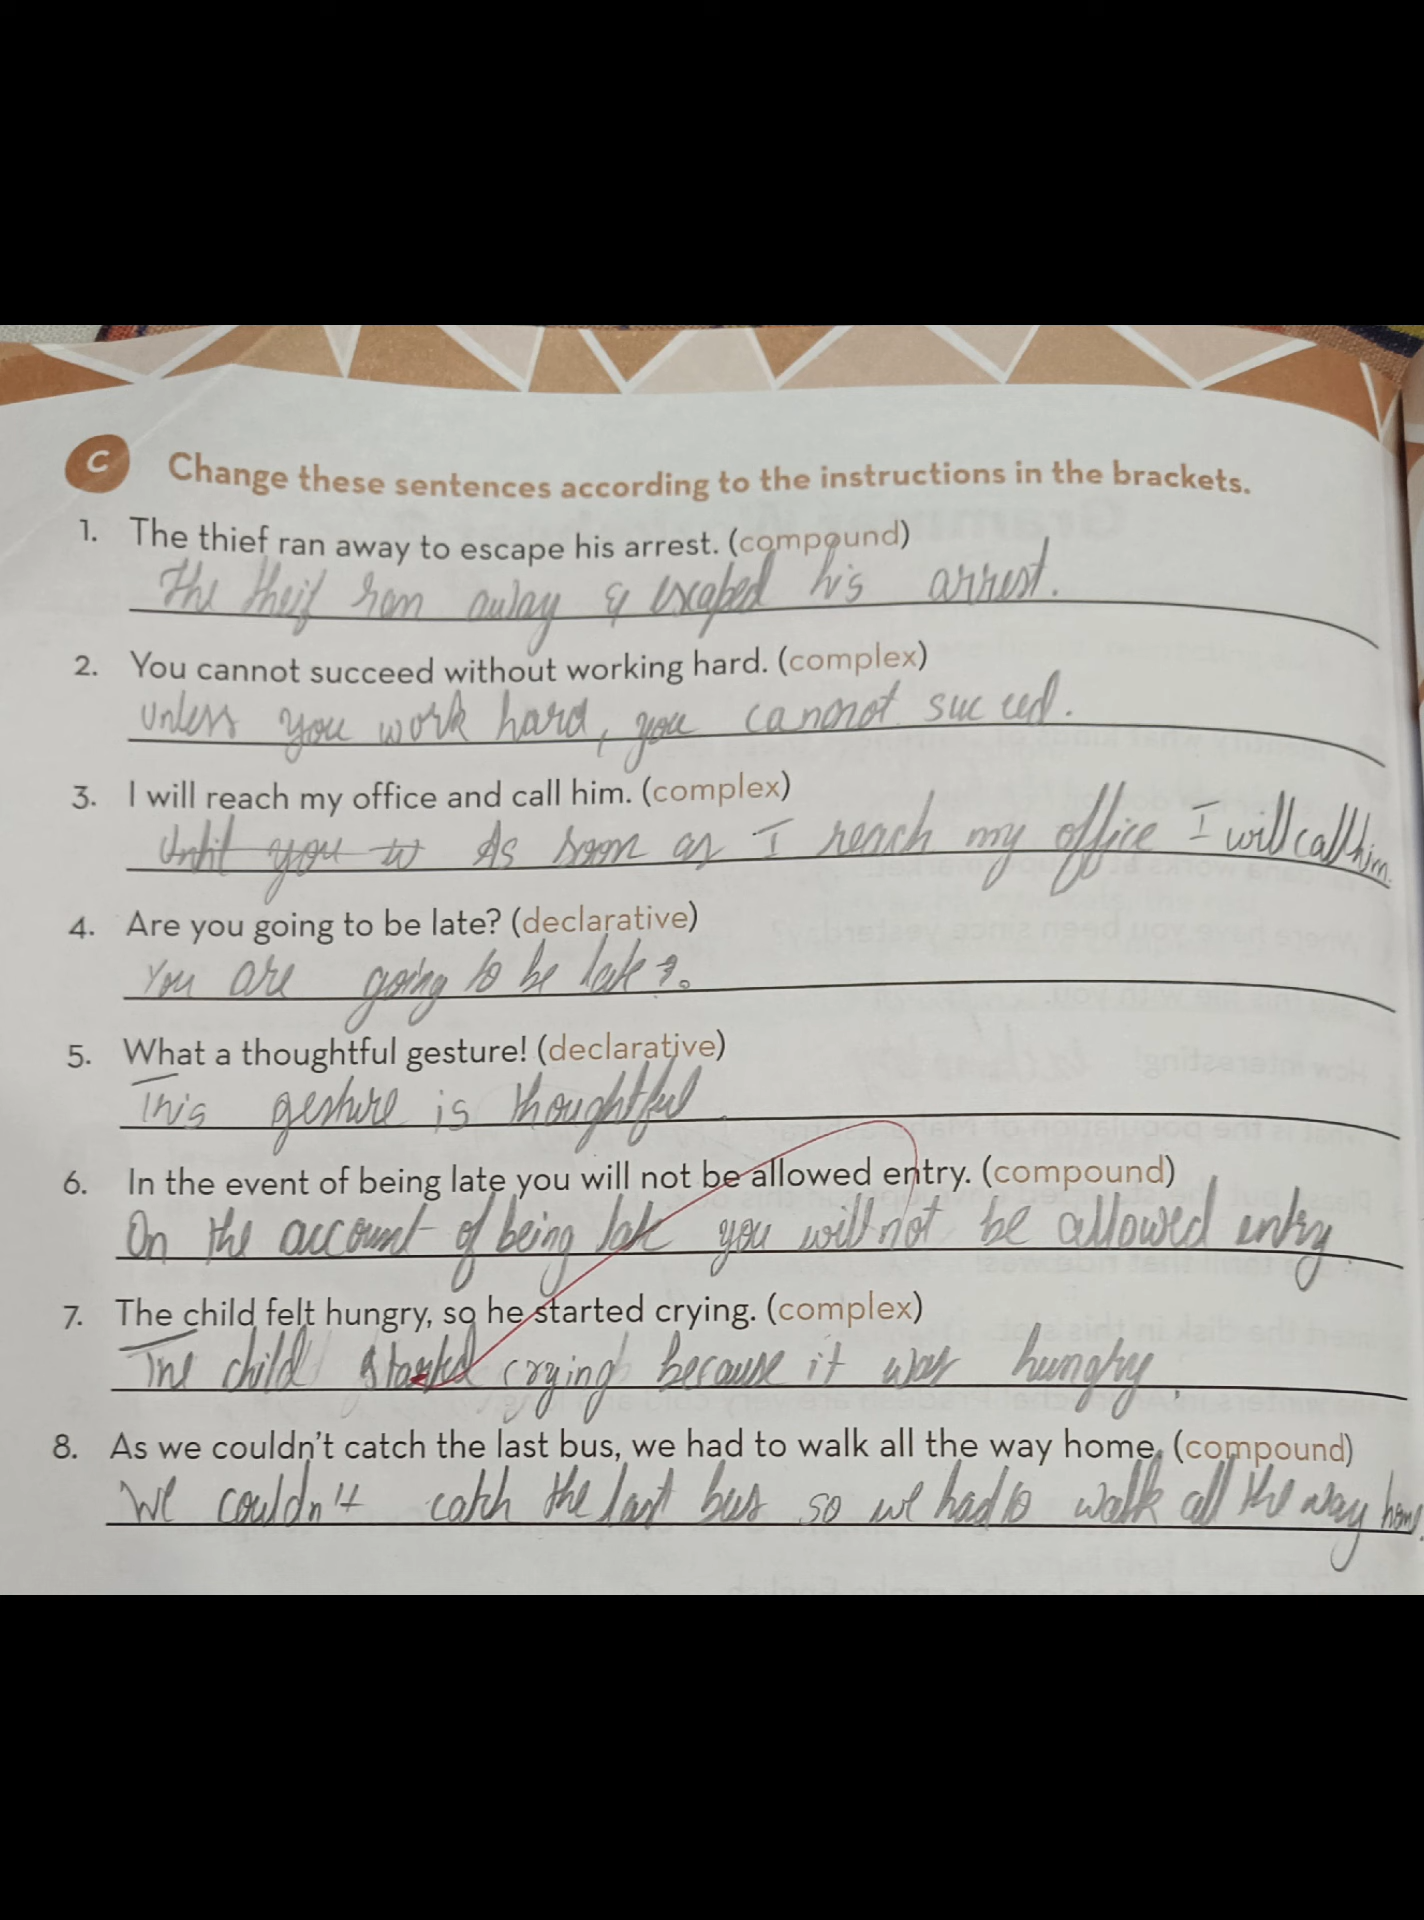 C Change these sentences according to the instructions in the brackets.
1. The thief ran away to escape his arrest. (compound)
The theif ran away & escaped his arrest.
2. You cannot succeed without working hard. (complex)
Unless you work hard, you cannot succed.
3. I will reach my office and call him. (complex)
Until you to As soon as I reach my office I will call him.
4. Are you going to be late? (declarative)
You are going to be late.
5. What a thoughtful gesture! (declarative)
This gesture is thoughtful.
6. In the event of being late you will not be allowed entry. (compound)
On the account of being late you will not be allowed entry.
7. The child felt hungry, so he started crying. (complex)
The child started crying because it was hungry.
8. As we couldn't catch the last bus, we had to walk all the way home. (compound)
We couldn't catch the last bus so we had to walk all the way home.